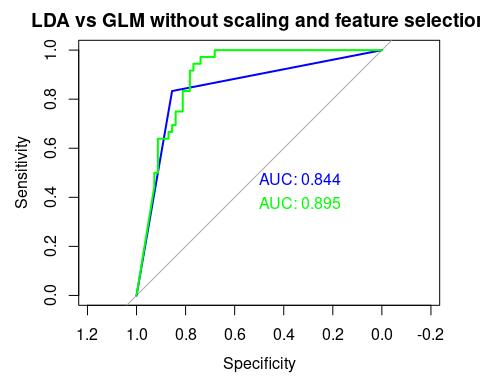 LDA vs GLM without scaling and feature selection
Sensitivity
1.0
0.8
0.6
0.4
0.2
0.0
AUC: 0.844
AUC: 0.895
1.2 1.0 0.8 0.6 0.4 0.2 0.0 -0.2
Specificity